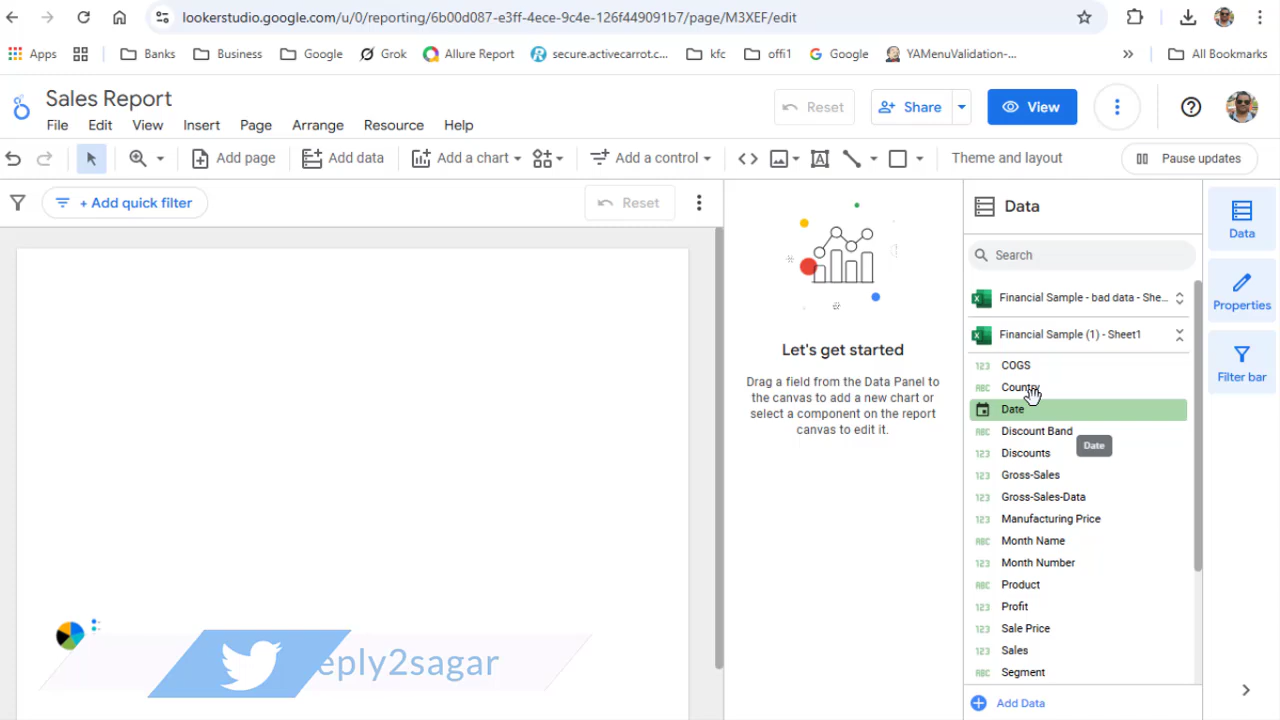 lookerstudio.google.com/u/0/reporting/6b00d087-e3ff-4ece-9c4e-126f449091b7/page/M3XEF/edit
Apps
Banks
Business
Google
Grok
Allure Report
secure.activecarrot.c...
kfc
offi1
Google
YAMenuValidation-...
»
All Bookmarks
Sales Report
File Edit View Insert Page Arrange Resource Help
Reset
Share
View
Add page
Add data
Add a chart
Add a control
Theme and layout
Pause updates
+ Add quick filter
Reset
Let's get started
Drag a field from the Data Panel to
the canvas to add a new chart or
select a component on the report
canvas to edit it.
Data
Search
Financial Sample - bad data - She...
Financial Sample (1) - Sheet1
123 COGS
ABC Country
Date
ABC Discount Band
Date
123 Discounts
123 Gross-Sales
123 Gross-Sales-Data
123 Manufacturing Price
ABC Month Name
123 Month Number
ABC Product
123 Profit
123 Sale Price
123 Sales
ABC Segment
Add Data
Data
Properties
Filter bar
eply2sagar